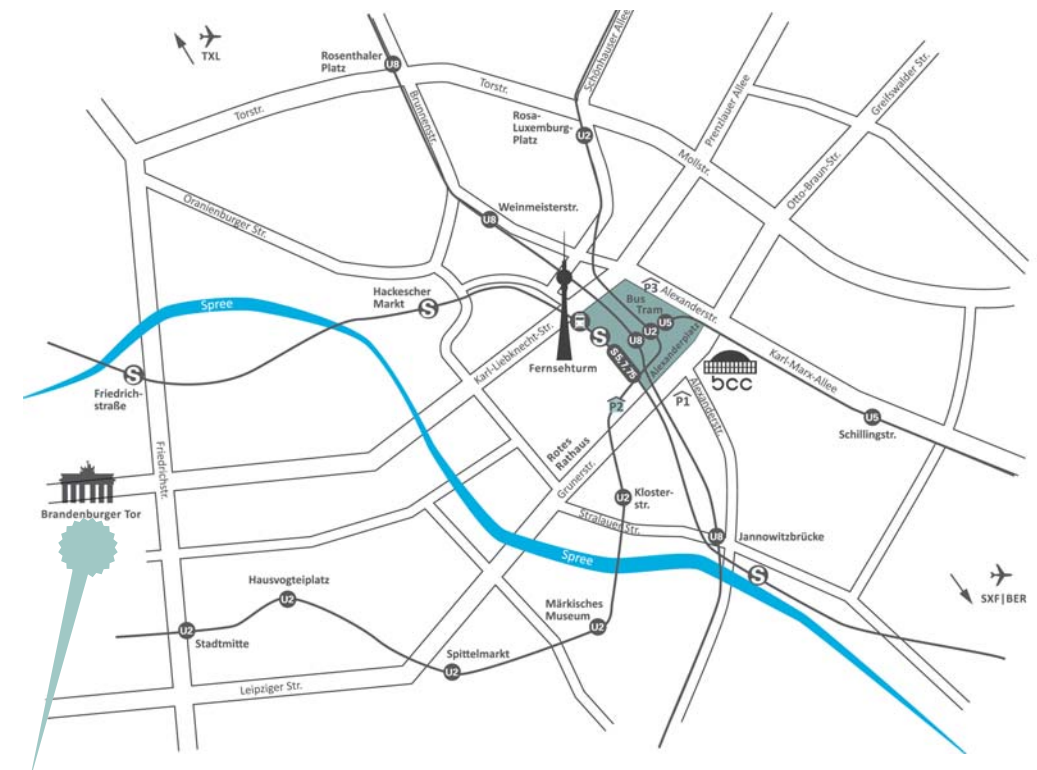 TXL
Rosenthaler
Platz
U8
Torstr.
Torstr.
Brunnenstr.
Schönhauser Allee
Rosa-
Luxemburg-
Platz
U2
Prenzlauer Allee
Greifswalder Str.
Mollstr.
Otto-Braun-Str.
Oranienburger Str.
Weinmeisterstr.
U8
Hackescher
Markt
S
Spree
P3
Alexanderstr.
Bus
Tram
U5
U2
U8
S
S 5, 7, 75
Alexanderplatz
Karl-Liebknecht-Str.
Fernsehturm
bcc
Karl-Marx-Allee
S
Friedrich-
straße
P2
P1
Alexanderstr.
U5
Schillingstr.
Friedrichstr.
Rotes
Rathaus
Grunerstr.
Brandenburger Tor
U2
Kloster-
str.
Stralauer Str.
U8
Jannowitzbrücke
Spree
S
SXF|BER
Hausvogteiplatz
U2
U2
Stadtmitte
Märkisches
Museum
U2
Spittelmarkt
U2
Leipziger Str.